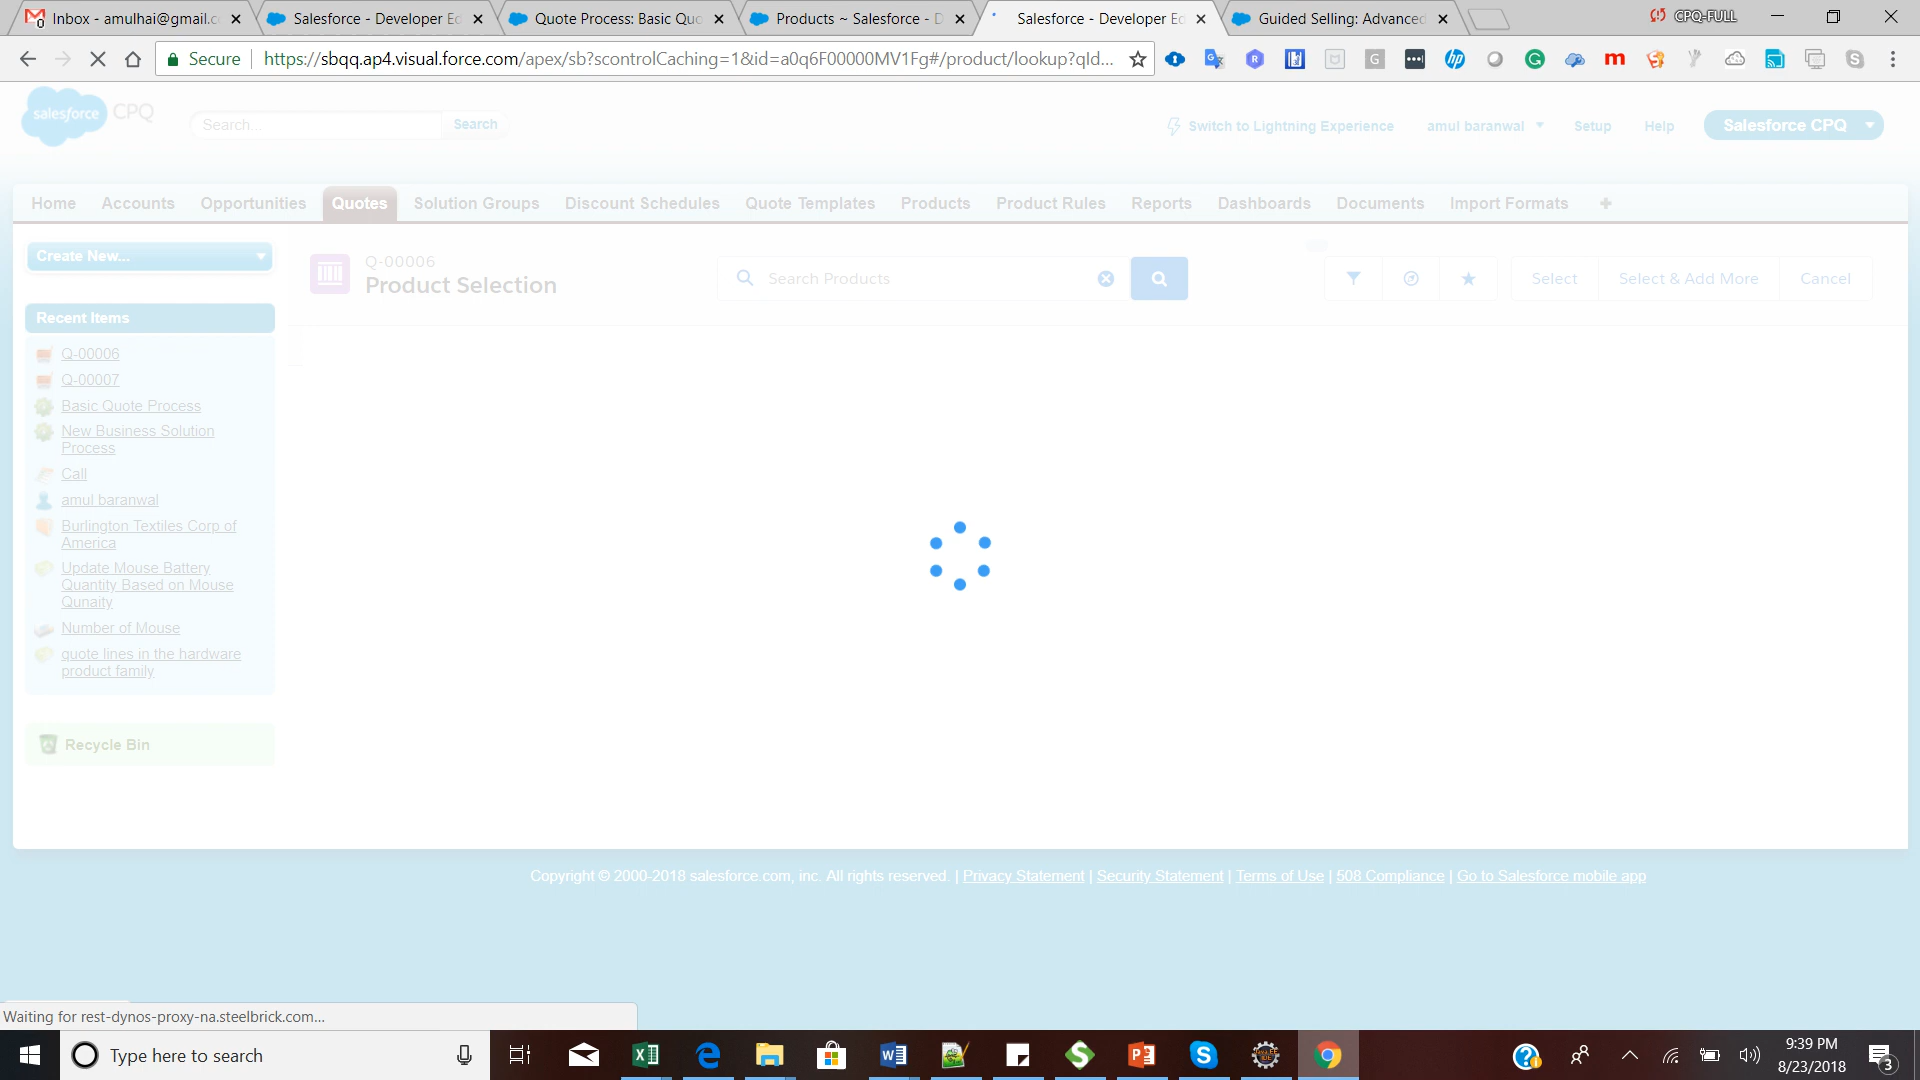 Inbox - amulhai@gmail.c
Salesforce - Developer Ed
Quote Process: Basic Quo
Products ~ Salesforce - D
Salesforce - Developer Ed
Guided Selling: Advanced
CPQ-FULL
Secure
https://sbqq.ap4.visual.force.com/apex/sb?scontrolCaching=1&id=a0q6F00000MV1Fg#/product/lookup?qId...
salesforce CPQ
Search...
Search
Switch to Lightning Experience
amul baranwal
Setup
Help
Salesforce CPQ
Home
Accounts
Opportunities
Quotes
Solution Groups
Discount Schedules
Quote Templates
Products
Product Rules
Reports
Dashboards
Documents
Import Formats
+
Create New...
Q-00006
Product Selection
Search Products
Select
Select & Add More
Cancel
Recent Items
Q-00006
Q-00007
Basic Quote Process
New Business Solution
Process
Call
amul baranwal
Burlington Textiles Corp of
America
Update Mouse Battery
Quantity Based on Mouse
Qunaity
Number of Mouse
quote lines in the hardware
product family
Recycle Bin
Copyright © 2000-2018 salesforce.com, inc. All rights reserved. | Privacy Statement | Security Statement | Terms of Use | 508 Compliance | Go to Salesforce mobile app
Waiting for rest-dynos-proxy-na.steelbrick.com...
Type here to search
9:39 PM
8/23/2018
3